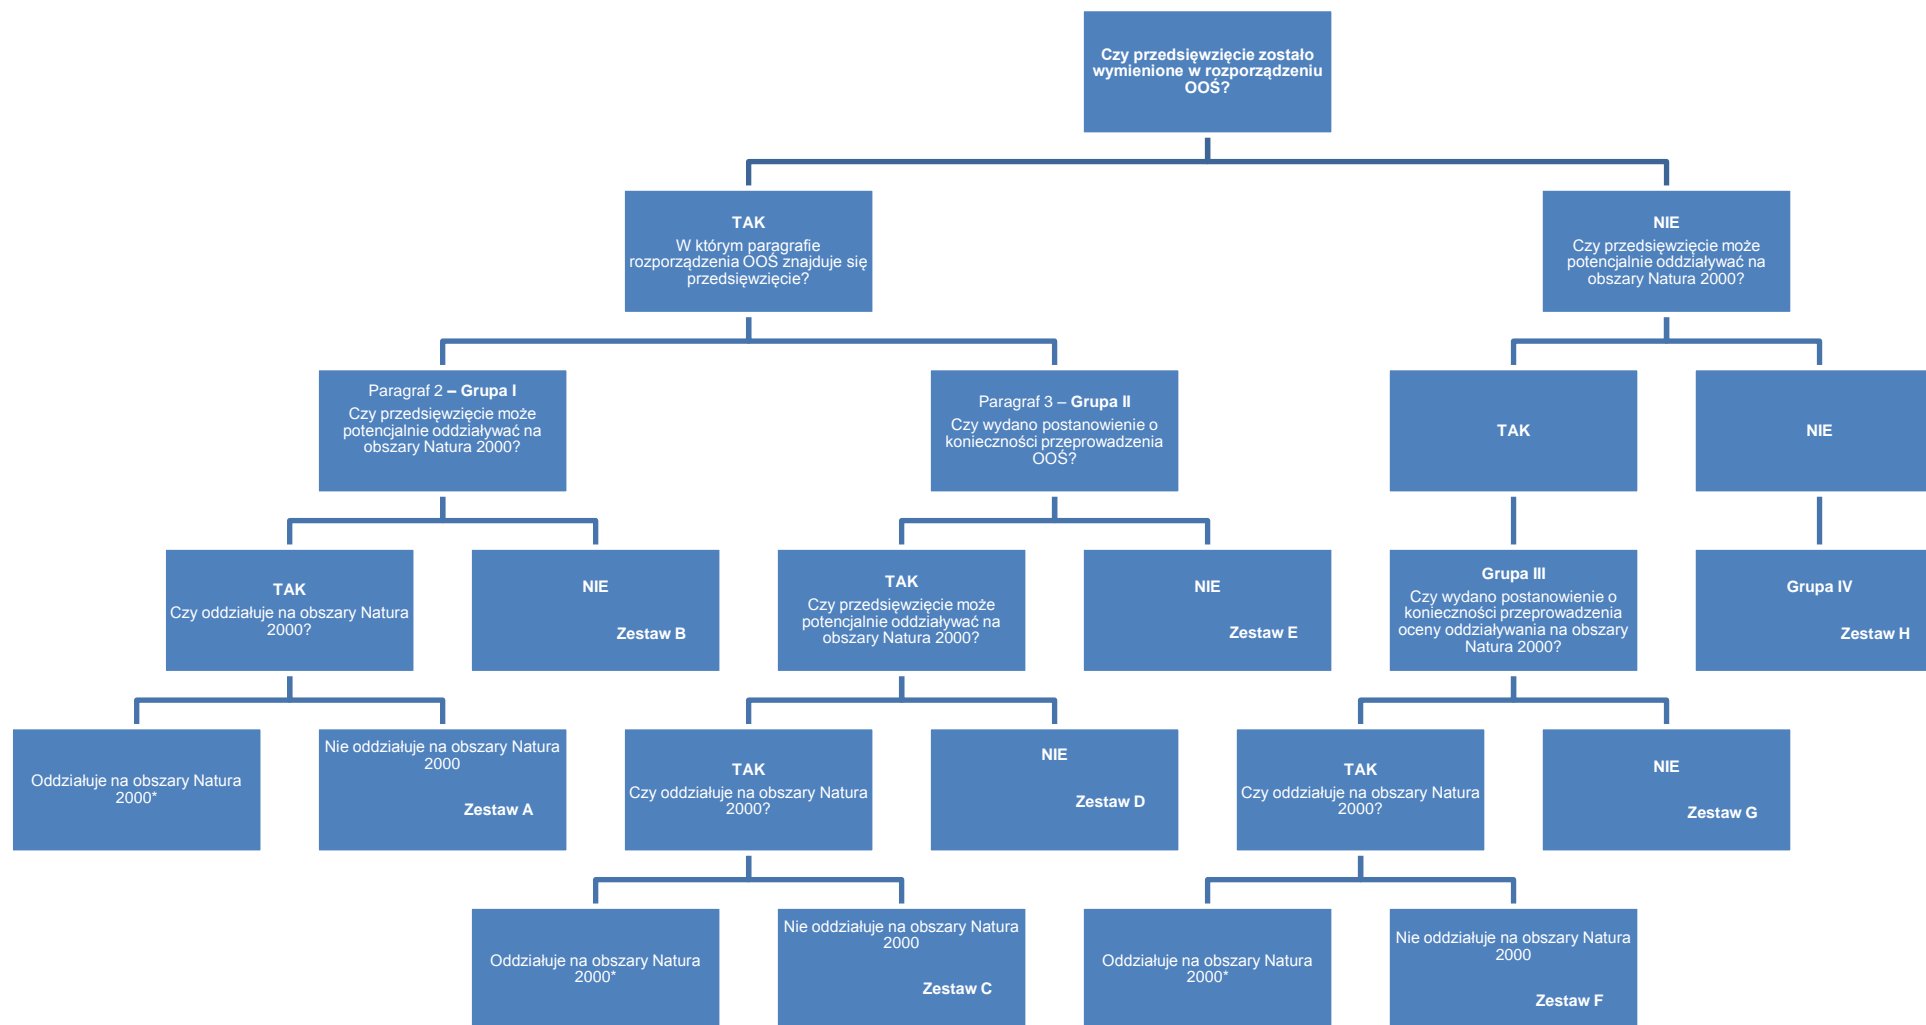 Czy przedsięwzięcie zostało
wymienione w rozporządzeniu
OOŚ?
TAK
W którym paragrafie
rozporządzenia OOŚ znajduje się
przedsięwzięcie?
NIE
Czy przedsięwzięcie może
potencjalnie oddziaływać na
obszary Natura 2000?
Paragraf 2 – Grupa I
Czy przedsięwzięcie może
potencjalnie oddziaływać na
obszary Natura 2000?
Paragraf 3 – Grupa II
Czy wydano postanowienie o
konieczności przeprowadzenia
OOŚ?
TAK
NIE
TAK
Czy oddziałuje na obszary Natura
2000?
NIE
Zestaw B
TAK
Czy przedsięwzięcie może
potencjalnie oddziaływać na
obszary Natura 2000?
NIE
Zestaw E
Grupa III
Czy wydano postanowienie o
konieczności przeprowadzenia
oceny oddziaływania na obszary
Natura 2000?
Grupa IV
Zestaw H
Oddziałuje na obszary Natura
2000*
Nie oddziałuje na obszary Natura
2000
Zestaw A
TAK
Czy oddziałuje na obszary Natura
2000?
NIE
Zestaw D
TAK
Czy oddziałuje na obszary Natura
2000?
NIE
Zestaw G
Oddziałuje na obszary Natura
2000*
Nie oddziałuje na obszary Natura
2000
Zestaw C
Oddziałuje na obszary Natura
2000*
Nie oddziałuje na obszary Natura
2000
Zestaw F